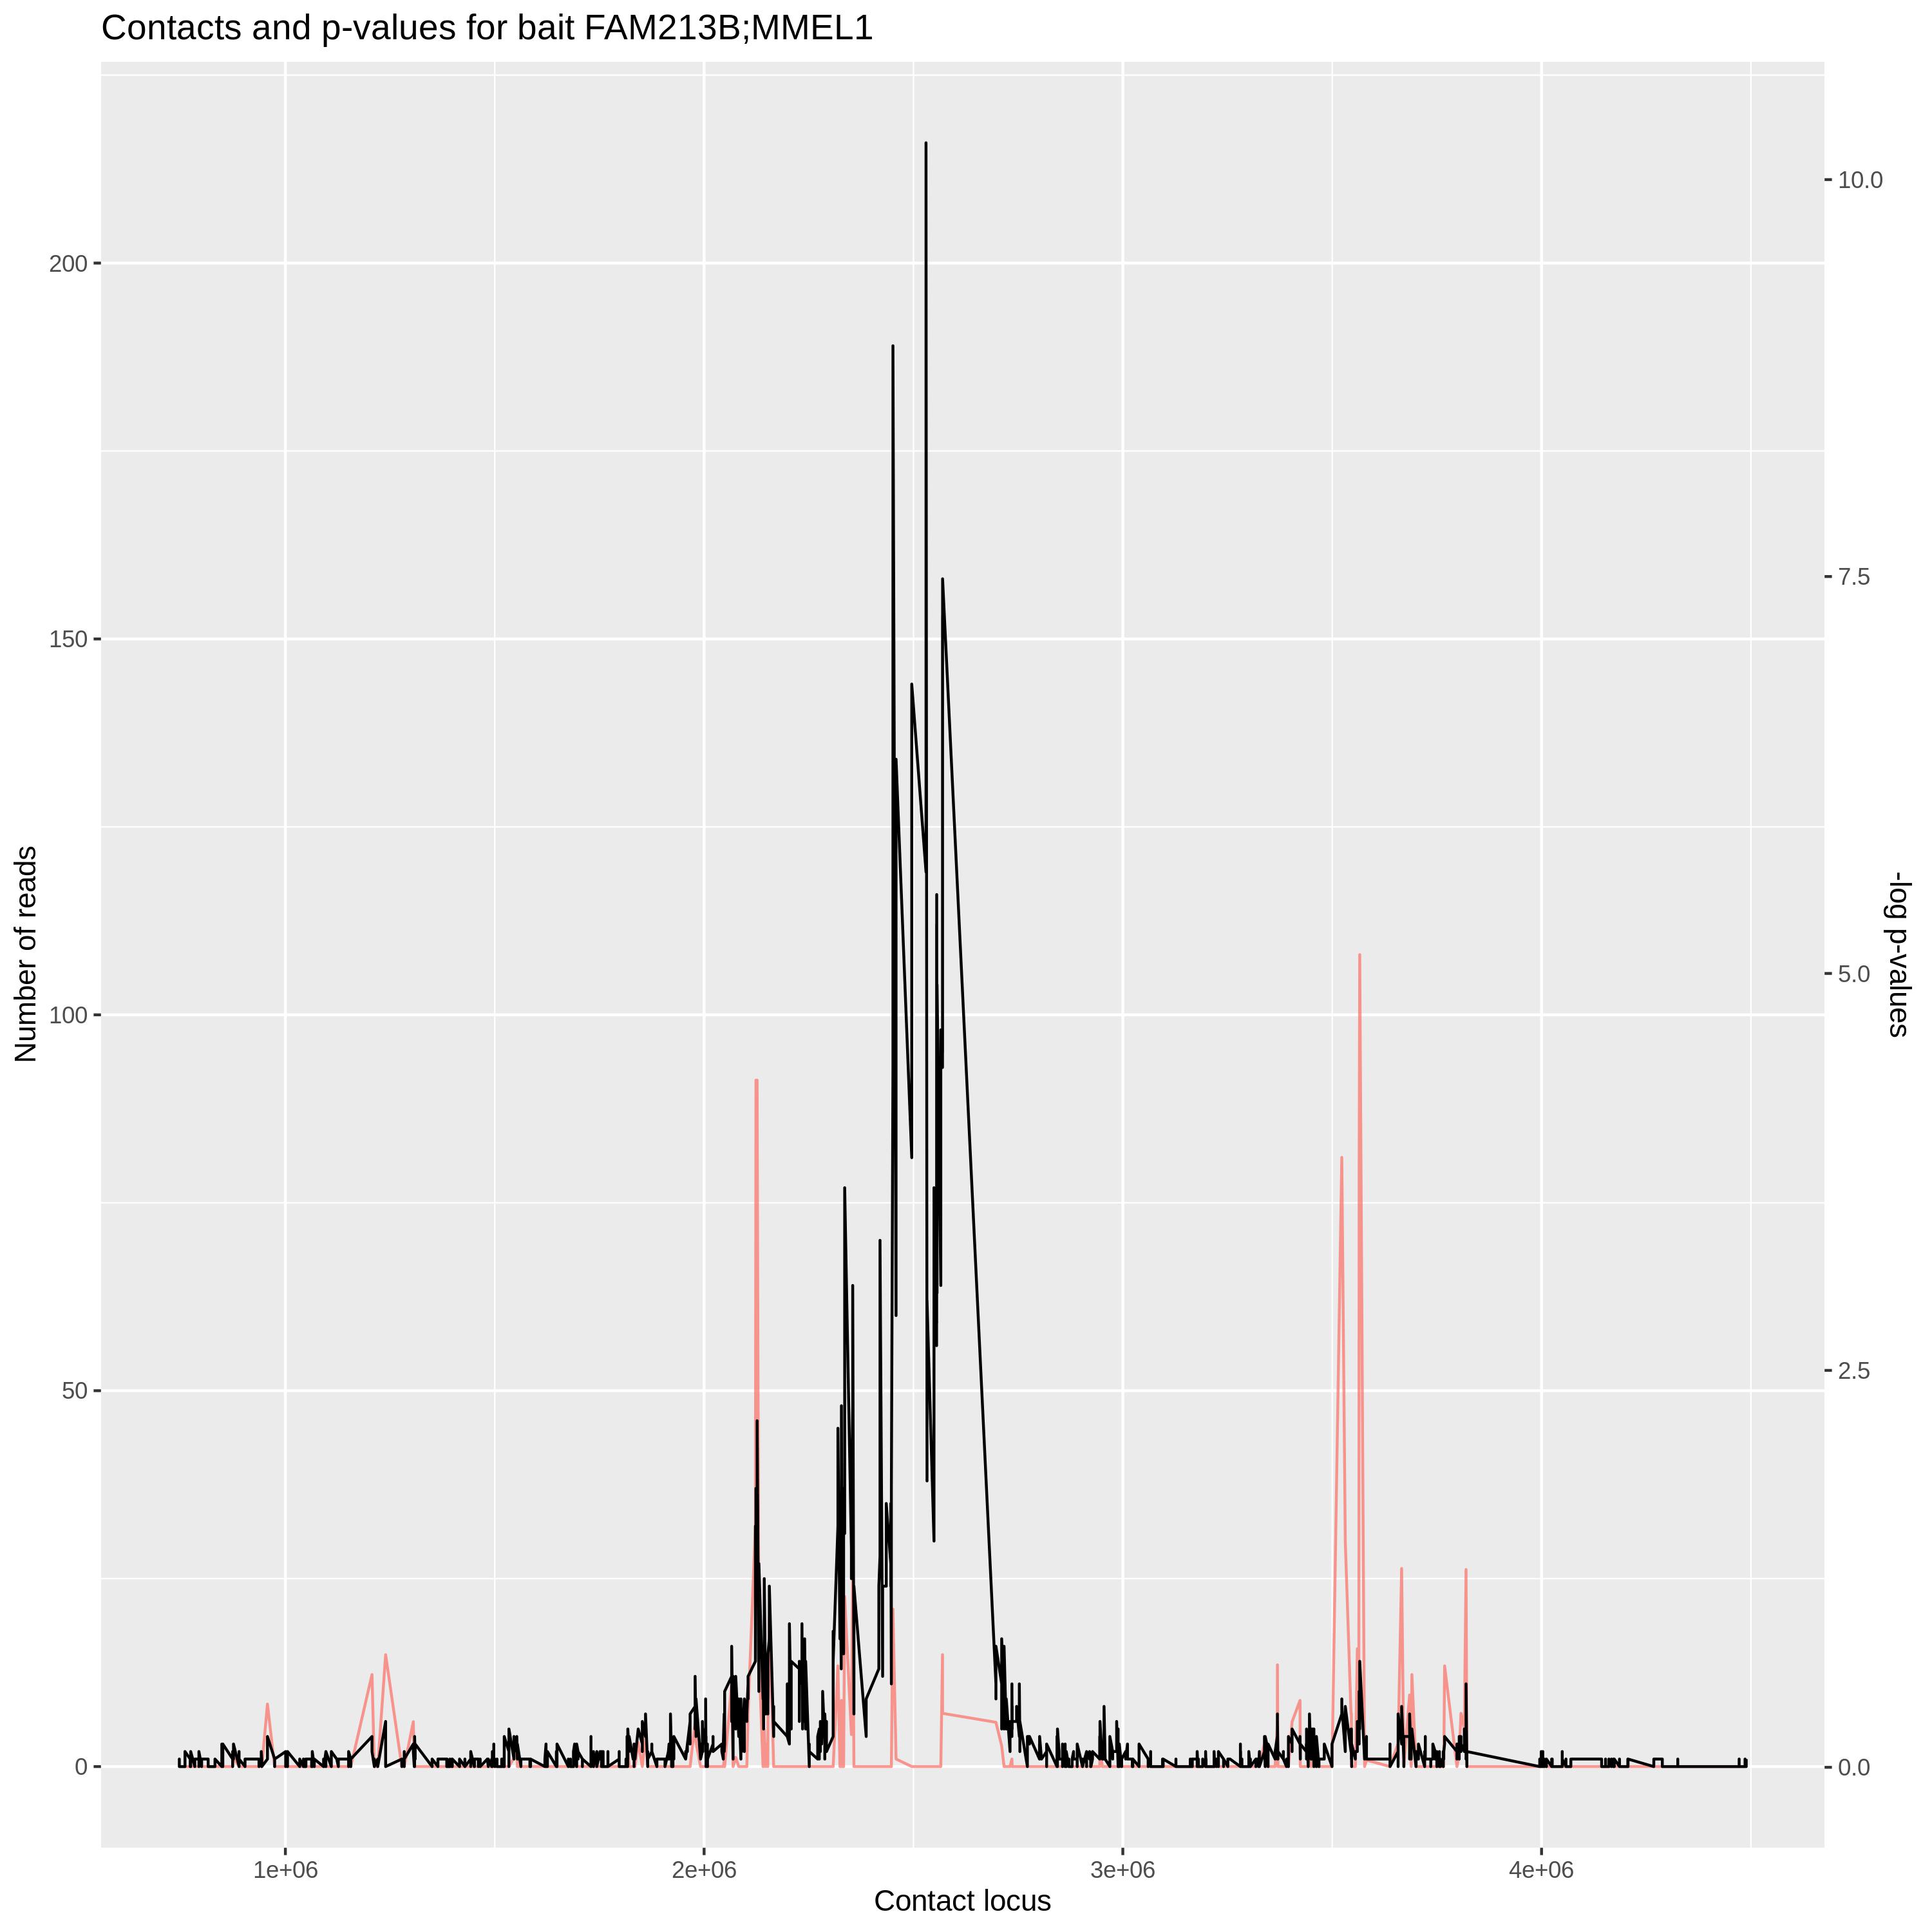 Contacts and p-values for bait FAM213B;MMEL1
Number of reads
200
150
100
50
0
10.0
7.5
5.0
2.5
0.0
-log p-values
1e+06
2e+06
3e+06
4e+06
Contact locus